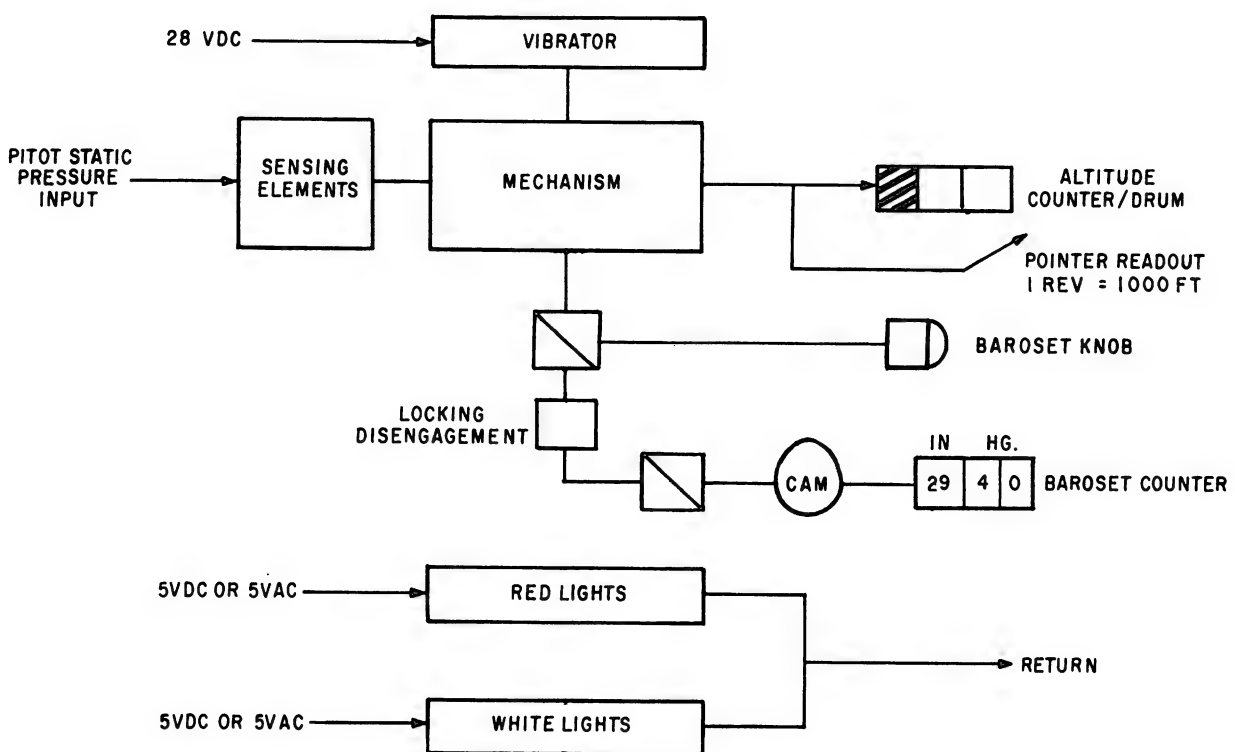 28 VDC
VIBRATOR
PITOT STATIC
PRESSURE
INPUT
SENSING
ELEMENTS
MECHANISM
ALTITUDE
COUNTER/DRUM
POINTER READOUT
1 REV = 1000 FT
BAROSET KNOB
LOCKING
DISENGAGEMENT
IN HG.
CAM
29 4 0
BAROSET COUNTER
5VDC OR 5VAC
RED LIGHTS
RETURN
5VDC OR 5VAC
WHITE LIGHTS